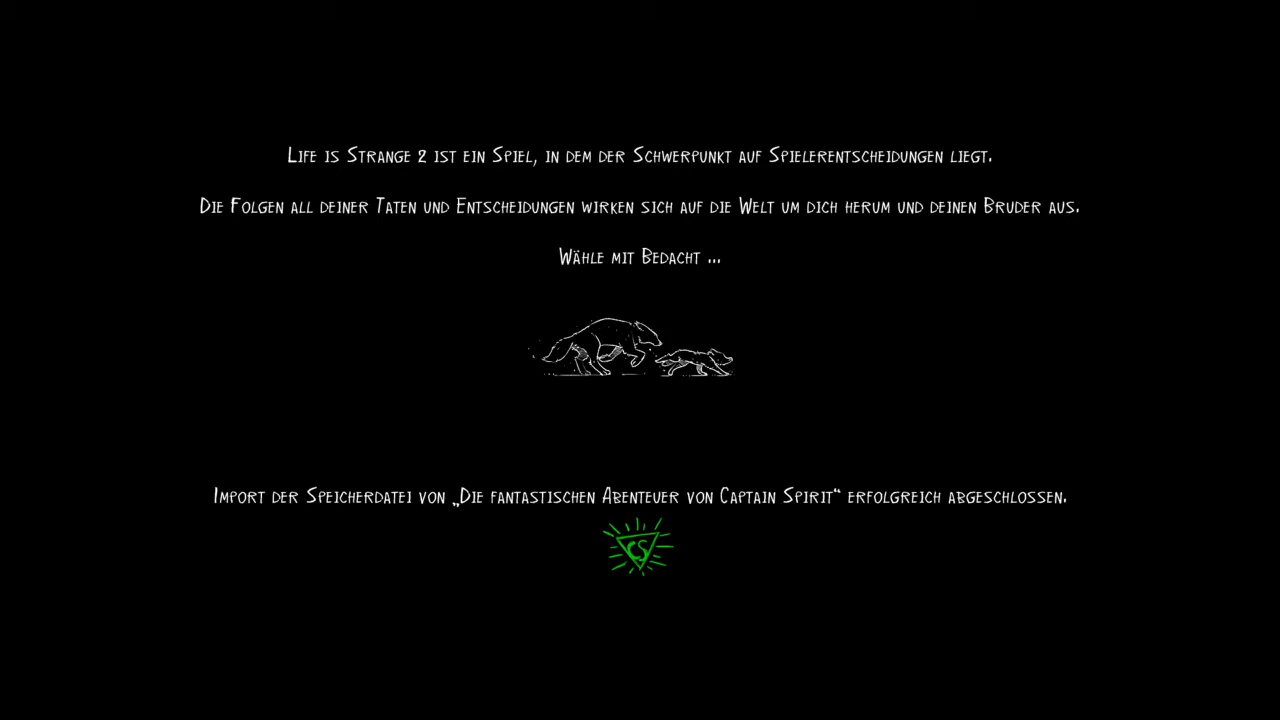 Life is Strange 2 ist ein Spiel, in dem der Schwerpunkt auf Spielerentscheidungen liegt.
Die Folgen all deiner Taten und Entscheidungen wirken sich auf die Welt um dich herum und deinen Bruder aus.
Wähle mit Bedacht ...
Import der Speicherdatei von „Die fantastischen Abenteuer von Captain Spirit“ erfolgreich abgeschlossen.
CS